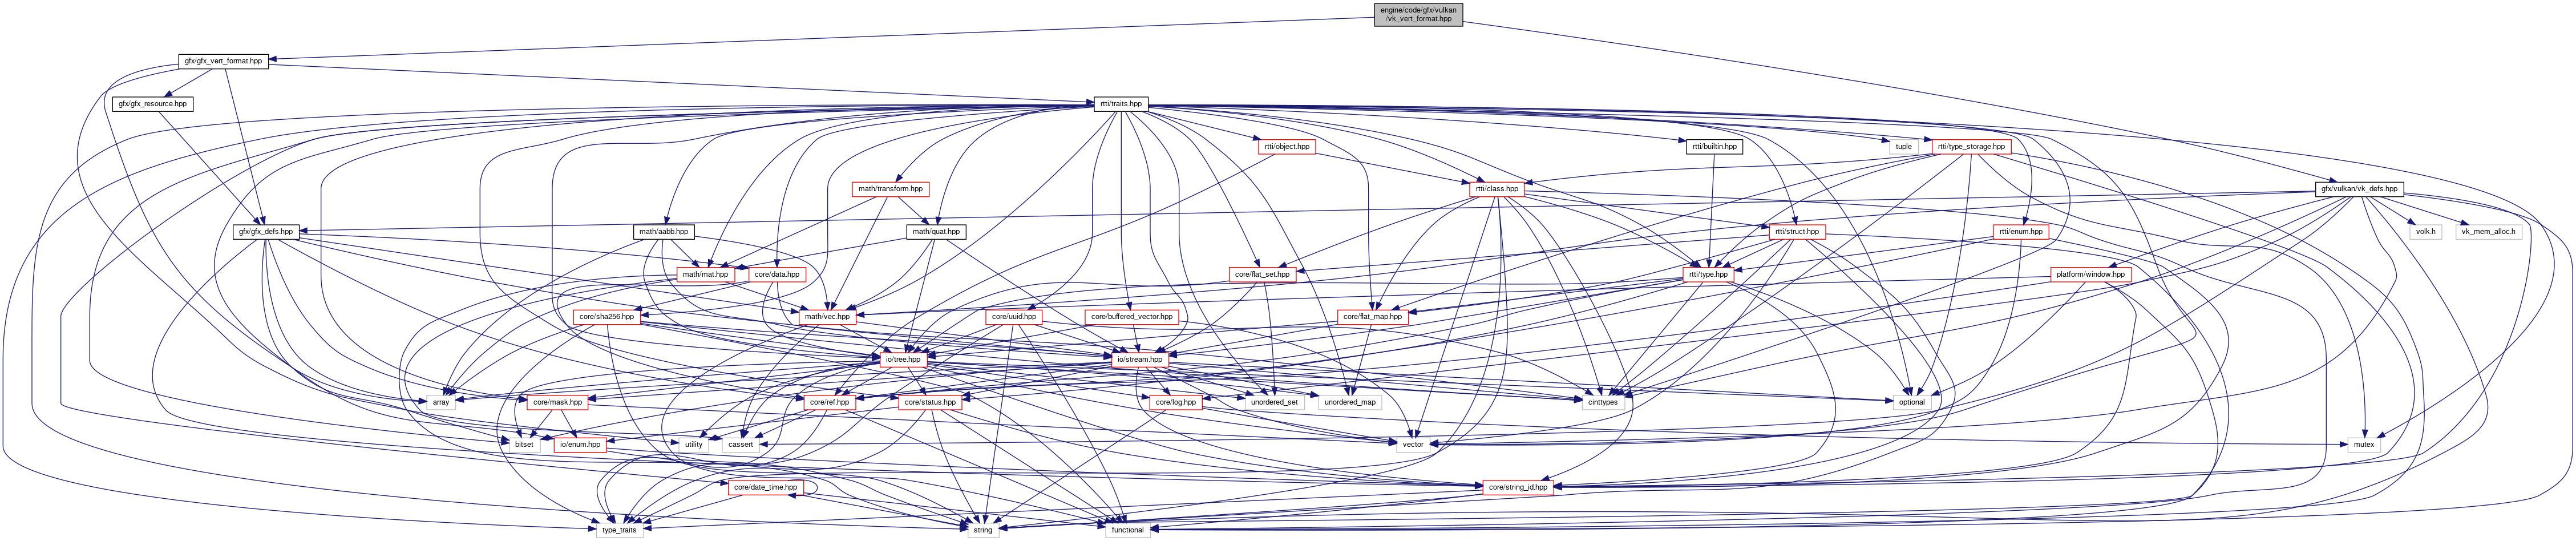 engine/code/gfx/vulkan
/vk_vert_format.hpp
gfx/gfx_vert_format.hpp
gfx/gfx_resource.hpp
rtti/traits.hpp
rtti/object.hpp
rtti/builtin.hpp
tuple
rtti/type_storage.hpp
math/transform.hpp
rtti/class.hpp
gfx/vulkan/vk_defs.hpp
gfx/gfx_defs.hpp
math/aabb.hpp
math/quat.hpp
rtti/struct.hpp
rtti/enum.hpp
volk.h
vk_mem_alloc.h
math/mat.hpp
core/data.hpp
core/flat_set.hpp
rtti/type.hpp
platform/window.hpp
core/sha256.hpp
math/vec.hpp
core/uuid.hpp
core/buffered_vector.hpp
core/flat_map.hpp
io/tree.hpp
io/stream.hpp
array
core/mask.hpp
core/ref.hpp
core/status.hpp
core/log.hpp
unordered_set
unordered_map
cinttypes
optional
bitset
io/enum.hpp
utility
cassert
vector
mutex
core/date_time.hpp
core/string_id.hpp
type_traits
string
functional